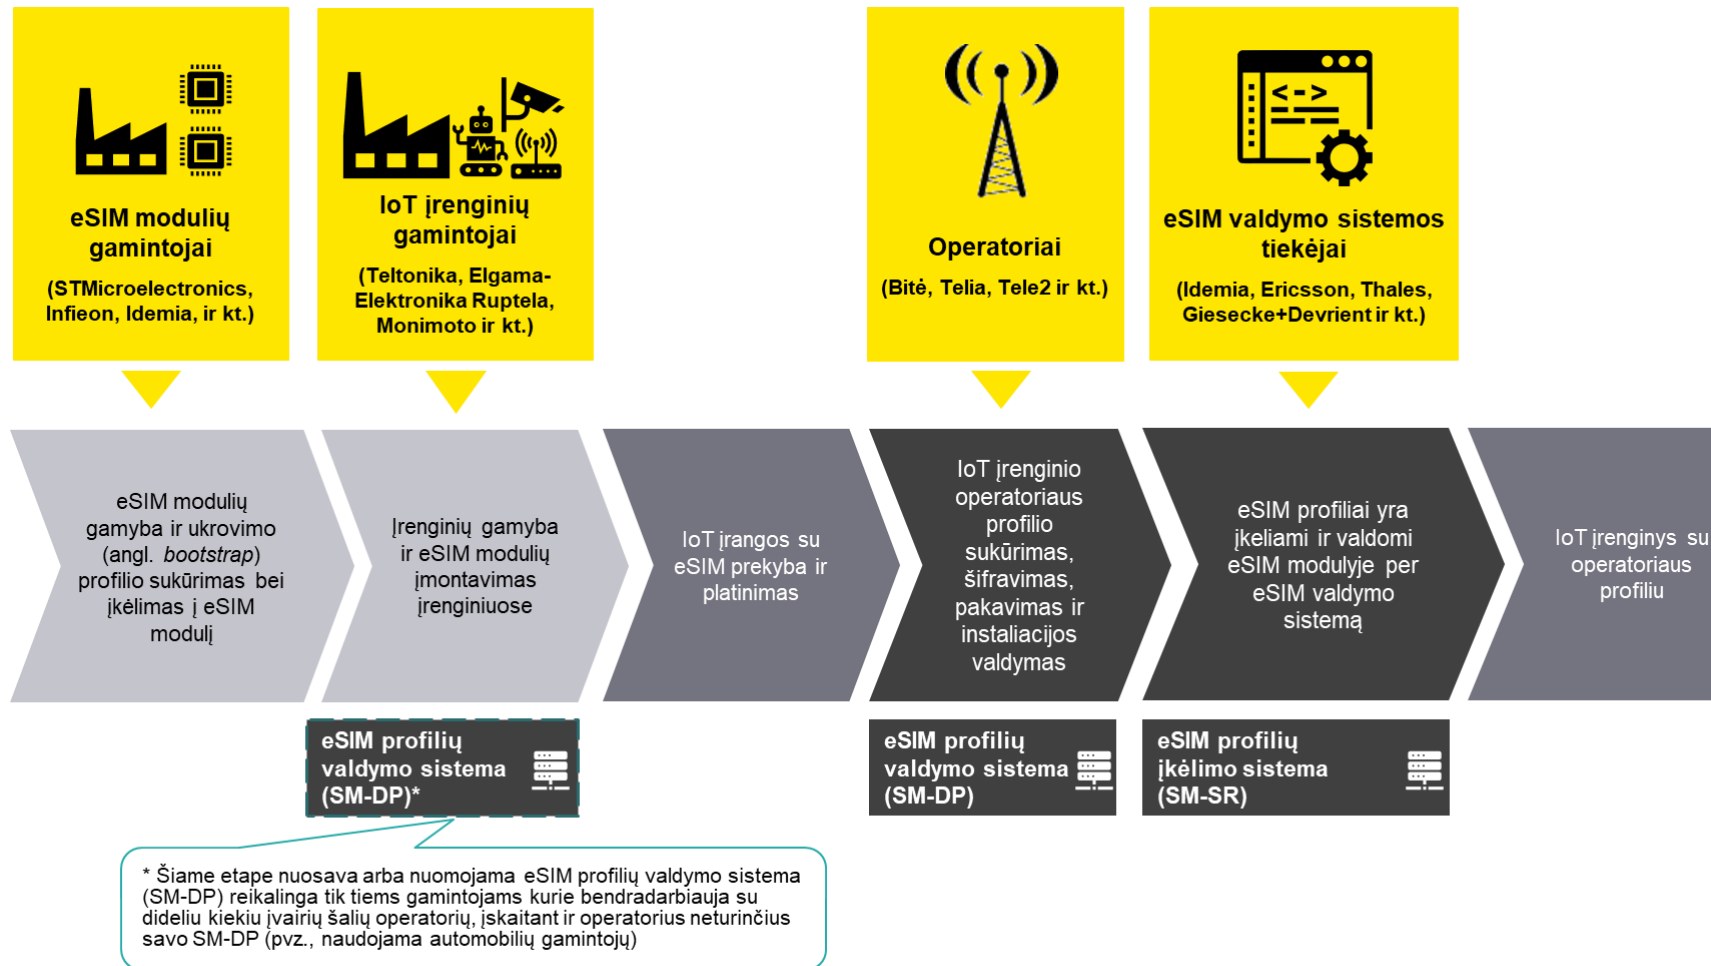 eSIM modulių
gamintojai
(STMicroelectronics,
Infieon, Idemia, ir kt.)
IoT įrenginių
gamintojai
(Teltonika, Elgama-
Elektronika Ruptela,
Monimoto ir kt.)
Operatoriai
(Bitė, Telia, Tele2 ir kt.)
<->
eSIM valdymo sistemos
tiekėjai
(Idemia, Ericsson, Thales,
Giesecke+Devrient ir kt.)
eSIM modulių
gamyba ir ukrovimo
(angl. bootstrap)
profilio sukūrimas bei
įkėlimas į eSIM
modulį
Įrenginių gamyba
ir eSIM modulių
įmontavimas
įrenginiuose
IoT įrangos su
eSIM prekyba ir
platinimas
IoT įrenginio
operatoriaus
profilio
sukūrimas,
šifravimas,
pakavimas ir
instaliacijos
valdymas
eSIM profiliai yra
įkeliami ir valdomi
eSIM modulyje per
eSIM valdymo
sistemą
IoT įrenginys su
operatoriaus
profiliu
eSIM profilių
valdymo sistema
(SM-DP)*
eSIM profilių
valdymo sistema
(SM-DP)
eSIM profilių
įkėlimo sistema
(SM-SR)
* Šiame etape nuosava arba nuomojama eSIM profilių valdymo sistema
(SM-DP) reikalinga tik tiems gamintojams kurie bendradarbiauja su
dideliu kiekiu įvairių šalių operatorių, įskaitant ir operatorius neturinčius
savo SM-DP (pvz., naudojama automobilių gamintojų)